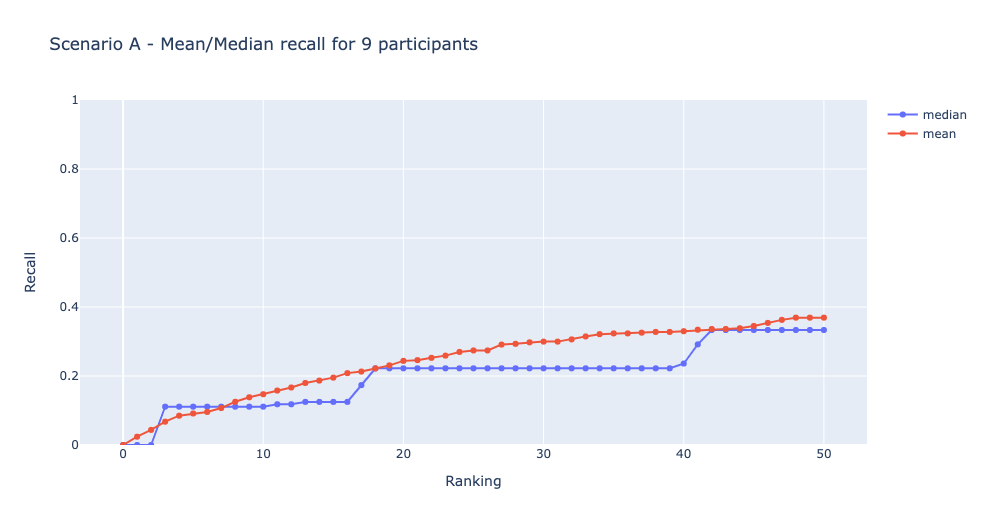 Scenario A - Mean/Median recall for 9 participants
median
mean
1
0.8
0.6
0.4
0.2
0
Recall
0 10 20 30 40 50
Ranking